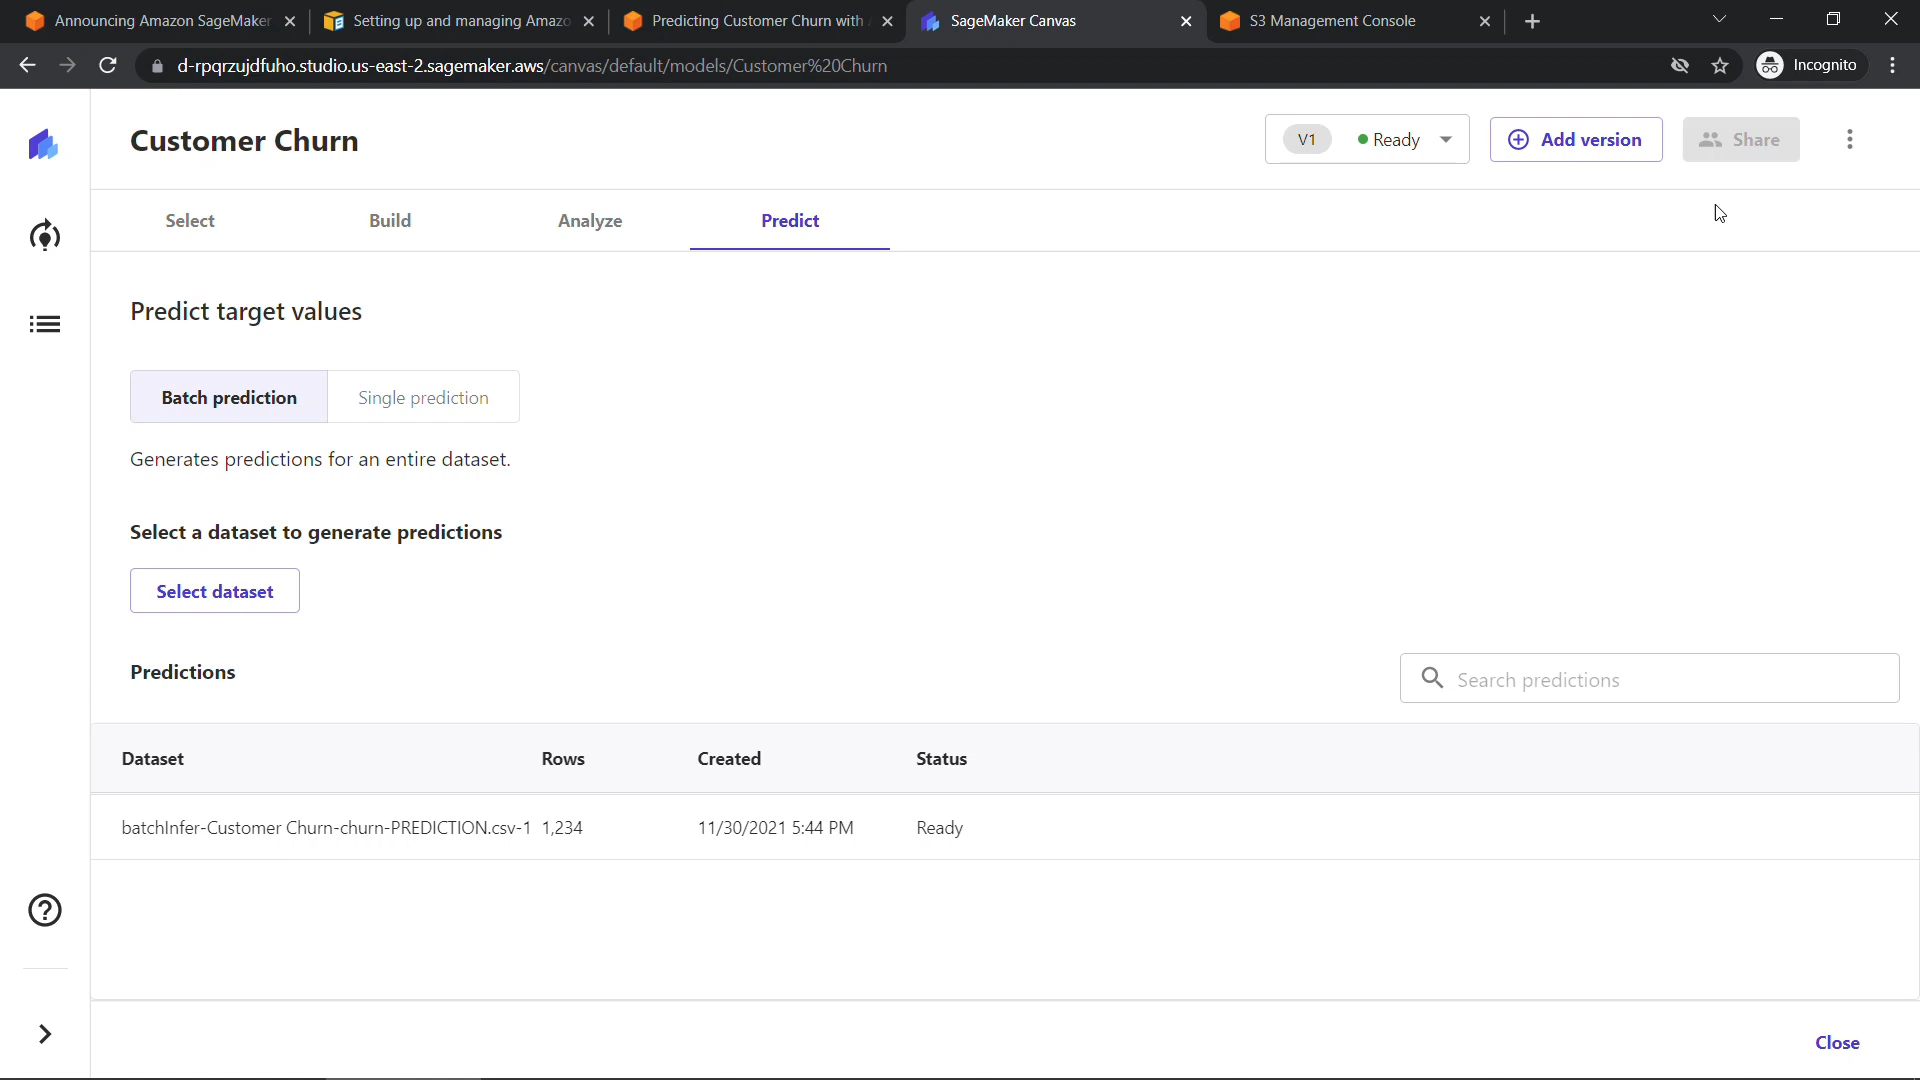 Announcing Amazon SageMaker
Setting up and managing Amazo
Predicting Customer Churn with
SageMaker Canvas
S3 Management Console
d-rpqrzujdfuho.studio.us-east-2.sagemaker.aws/canvas/default/models/Customer%20Churn
Incognito
Customer Churn
V1
Ready
Add version
Share
Select
Build
Analyze
Predict
Predict target values
Batch prediction
Single prediction
Generates predictions for an entire dataset.
Select a dataset to generate predictions
Select dataset
Predictions
Search predictions
Dataset Rows Created Status
batchInfer-Customer Churn-churn-PREDICTION.csv-1 1,234 11/30/2021 5:44 PM Ready
Close